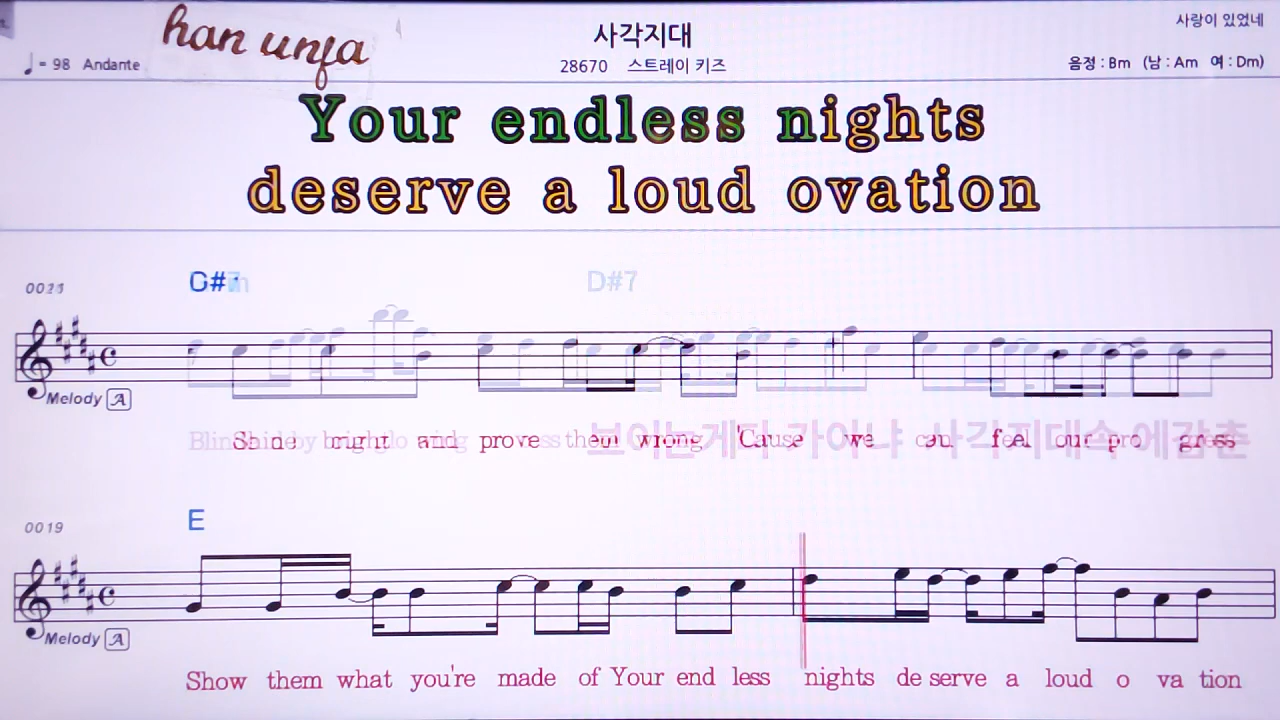 han unja
사각지대
사랑이 있었네
♩= 98 Andante
28670 스트레이 키즈
음정 : Bm (남 : Am 여 : Dm)
Your endless nights
deserve a loud ovation
D#7
Melody A
Shine bright and prove them wrong 'Cause we can feel our pro gress
0019
E
Melody A
Show them what you're made of Your end less nights de serve a loud o va tion